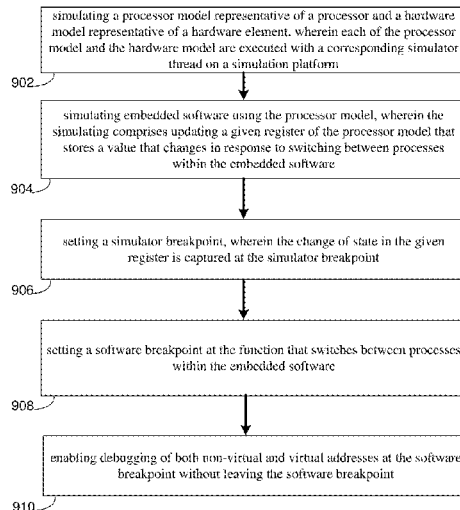 simulating a processor model representative of a processor and a hardware
model representative of a hardware element, wherein each of the processor
model and the hardware model are executed with a corresponding simulator
thread on a simulation platform
902
simulating embedded software using the processor model, wherein the
simulating comprises updating a given register of the processor model that
stores a value that changes in response to switching between processes
within the embedded software
904
setting a simulator breakpoint, wherein the change of state in the given
register is captured at the simulator breakpoint
906
setting a software breakpoint at the function that switches between processes
within the embedded software
908
enabling debugging of both non-virtual and virtual addresses at the software
breakpoint without leaving the software breakpoint
910